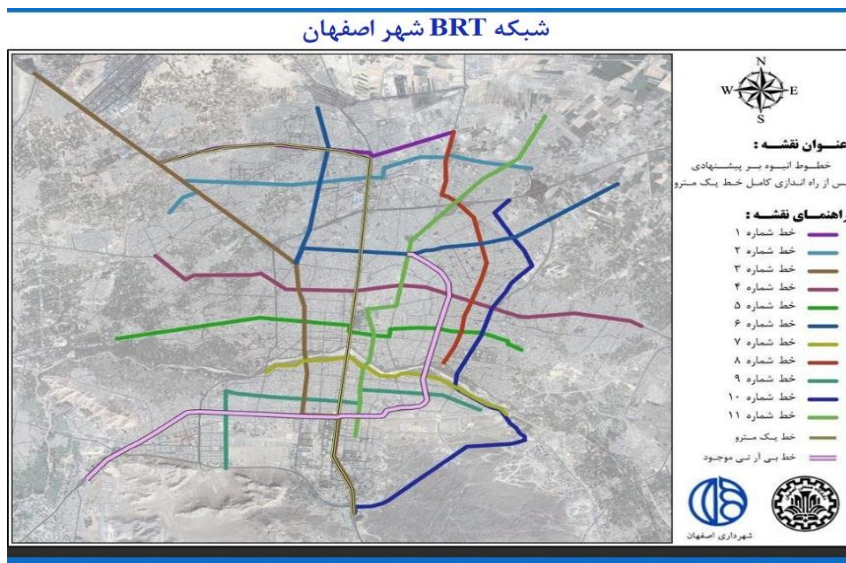 شبکه BRT شهر اصفهان
N
W E
S
عنوان نقشه :
خطوط انبوه بر پیشنهادی
پس از راه اندازی کامل خط یک مترو
راهنمای نقشه :
خط شماره ۱
خط شماره ۲
خط شماره ۳
خط شماره ۴
خط شماره ۵
خط شماره ۶
خط شماره ۷
خط شماره ۸
خط شماره ۹
خط شماره ۱۰
خط شماره ۱۱
خط یک مترو
خط بی آر تی موجود
شهرداری اصفهان